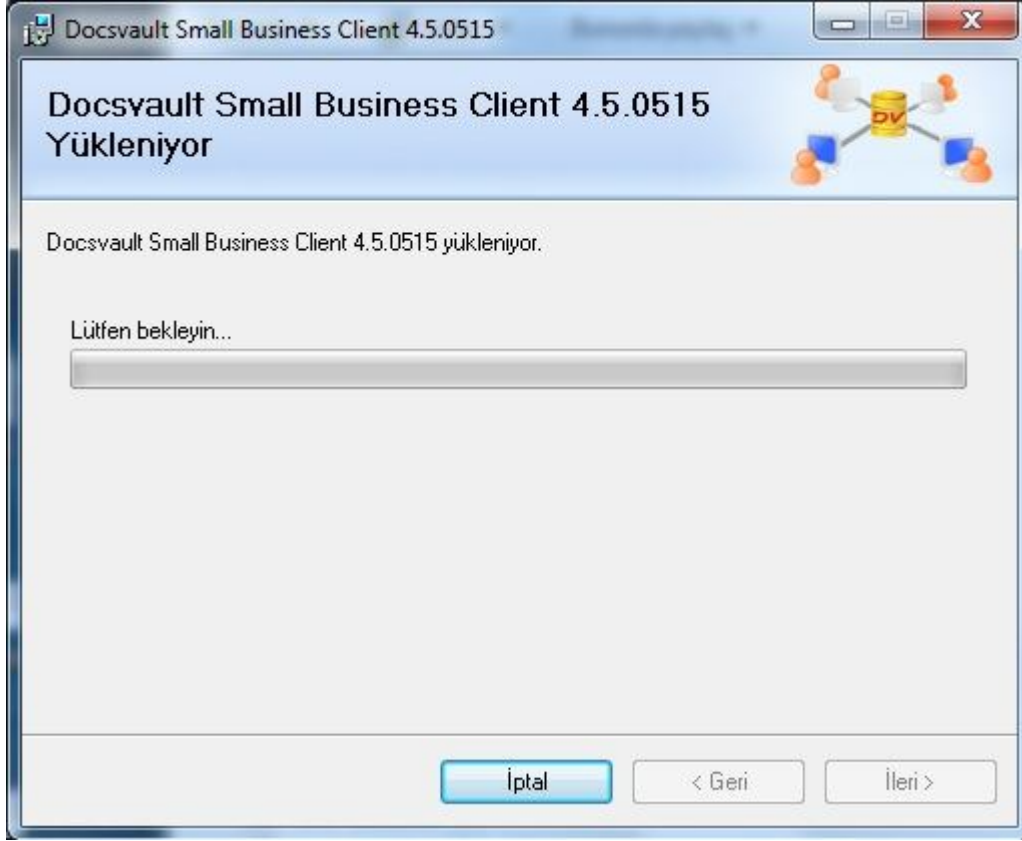 Docsvault Small Business Client 4.5.0515
Docsvault Small Business Client 4.5.0515
Yükleniyor
DV
Docsvault Small Business Client 4.5.0515 yükleniyor.
Lütfen bekleyin...
İptal
< Geri
İleri >